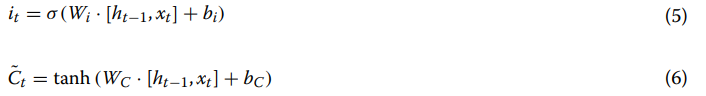 i_t = σ(W_i · [h_{t−1}, x_t] + b_i) (5)
C̃_t = tanh (W_C · [h_{t−1}, x_t] + b_C) (6)